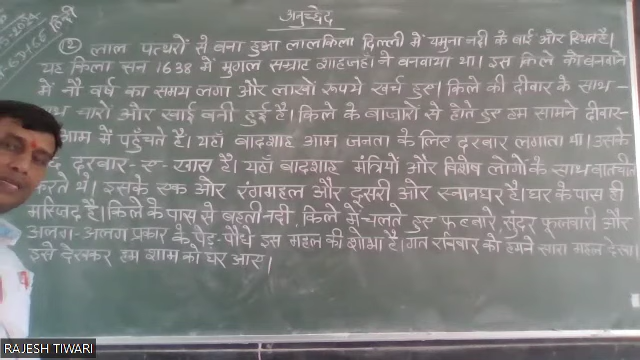 अनुच्छेद
हिंदी
(2) लाल पत्थरों से बना हुआ लालकिला दिल्ली में यमुना नदी के बाईं ओर स्थित है।
यह किला सन 1638 में मुगल सम्राट शाहजहाँ ने बनवाया था। इस किले को बनवाने
में नौ वर्ष का समय लगा और लाखों रूपये खर्च हुए। किले की दीवार के साथ-
चारों ओर खाई बनी हुई है। किले के बाजारों से होते हुए हम सामने दीवार-
आम में पहुँचते है। यहाँ बादशाह आम जनता के लिए दरबार लगाता था। उसके
दरबार-ए-खास है। यहाँ बादशाह मंत्रियों और विशेष लोगों के साथ बातचीत
करते थे। इसके एक ओर रंगमहल और दूसरी ओर स्नानघर है। घर के पास ही
मस्जिद है। किले के पास से बहती नदी, किले में चलते हुए फव्वारे, सुंदर फुलवारी और
अलग-अलग प्रकार के पेड़-पौधे इस महल की शोभा है। गत रविवार को हमने सारा महल देखा।
इसे देखकर हम शाम को घर आए।
RAJESH TIWARI